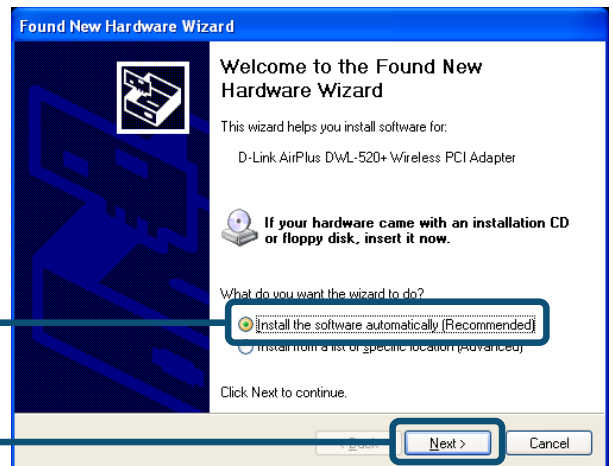 Found New Hardware Wizard
Welcome to the Found New
Hardware Wizard
This wizard helps you install software for:
D-Link AirPlus DWL-520+ Wireless PCI Adapter
If your hardware came with an installation CD
or floppy disk, insert it now.
What do you want the wizard to do?
Install the software automatically (Recommended)
Install from a list or specific location (Advanced)
Click Next to continue.
< Back Next > Cancel